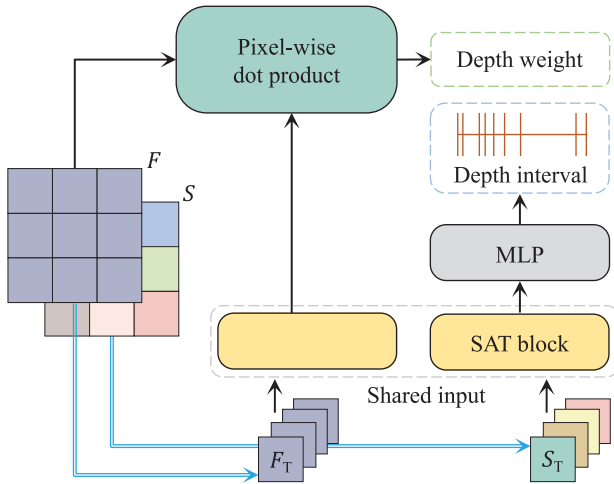 Pixel-wise
dot product
Depth weight
Depth interval
F
S
MLP
SAT block
Shared input
F_T
S_T